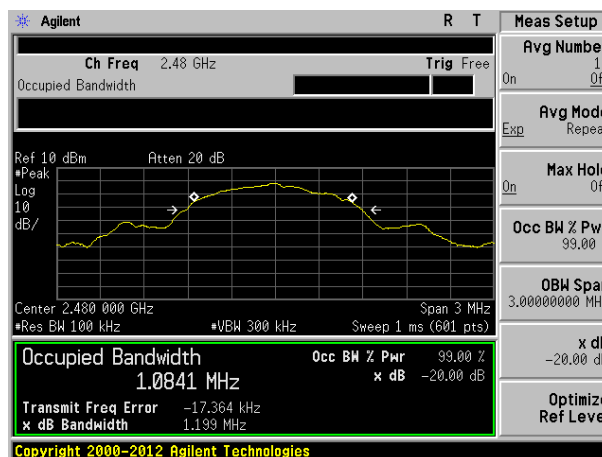 Agilent R T
Meas Setup
Ch Freq 2.48 GHz Trig Free
Occupied Bandwidth
Avg Numbe
1
On Of
Avg Mod
Exp Repea
Max Hol
On Of
Occ BW % Pw
99.00
OBW Spa
3.00000000 MH
x d
-20.00 d
Optimiz
Ref Leve
Ref 10 dBm Atten 20 dB
#Peak
Log
10
dB/
Center 2.480 000 GHz Span 3 MHz
#Res BW 100 kHz #VBW 300 kHz Sweep 1 ms (601 pts)
Occupied Bandwidth Occ BW % Pwr 99.00 %
1.0841 MHz x dB -20.00 dB
Transmit Freq Error -17.364 kHz
x dB Bandwidth 1.199 MHz
Copyright 2000-2012 Agilent Technologies